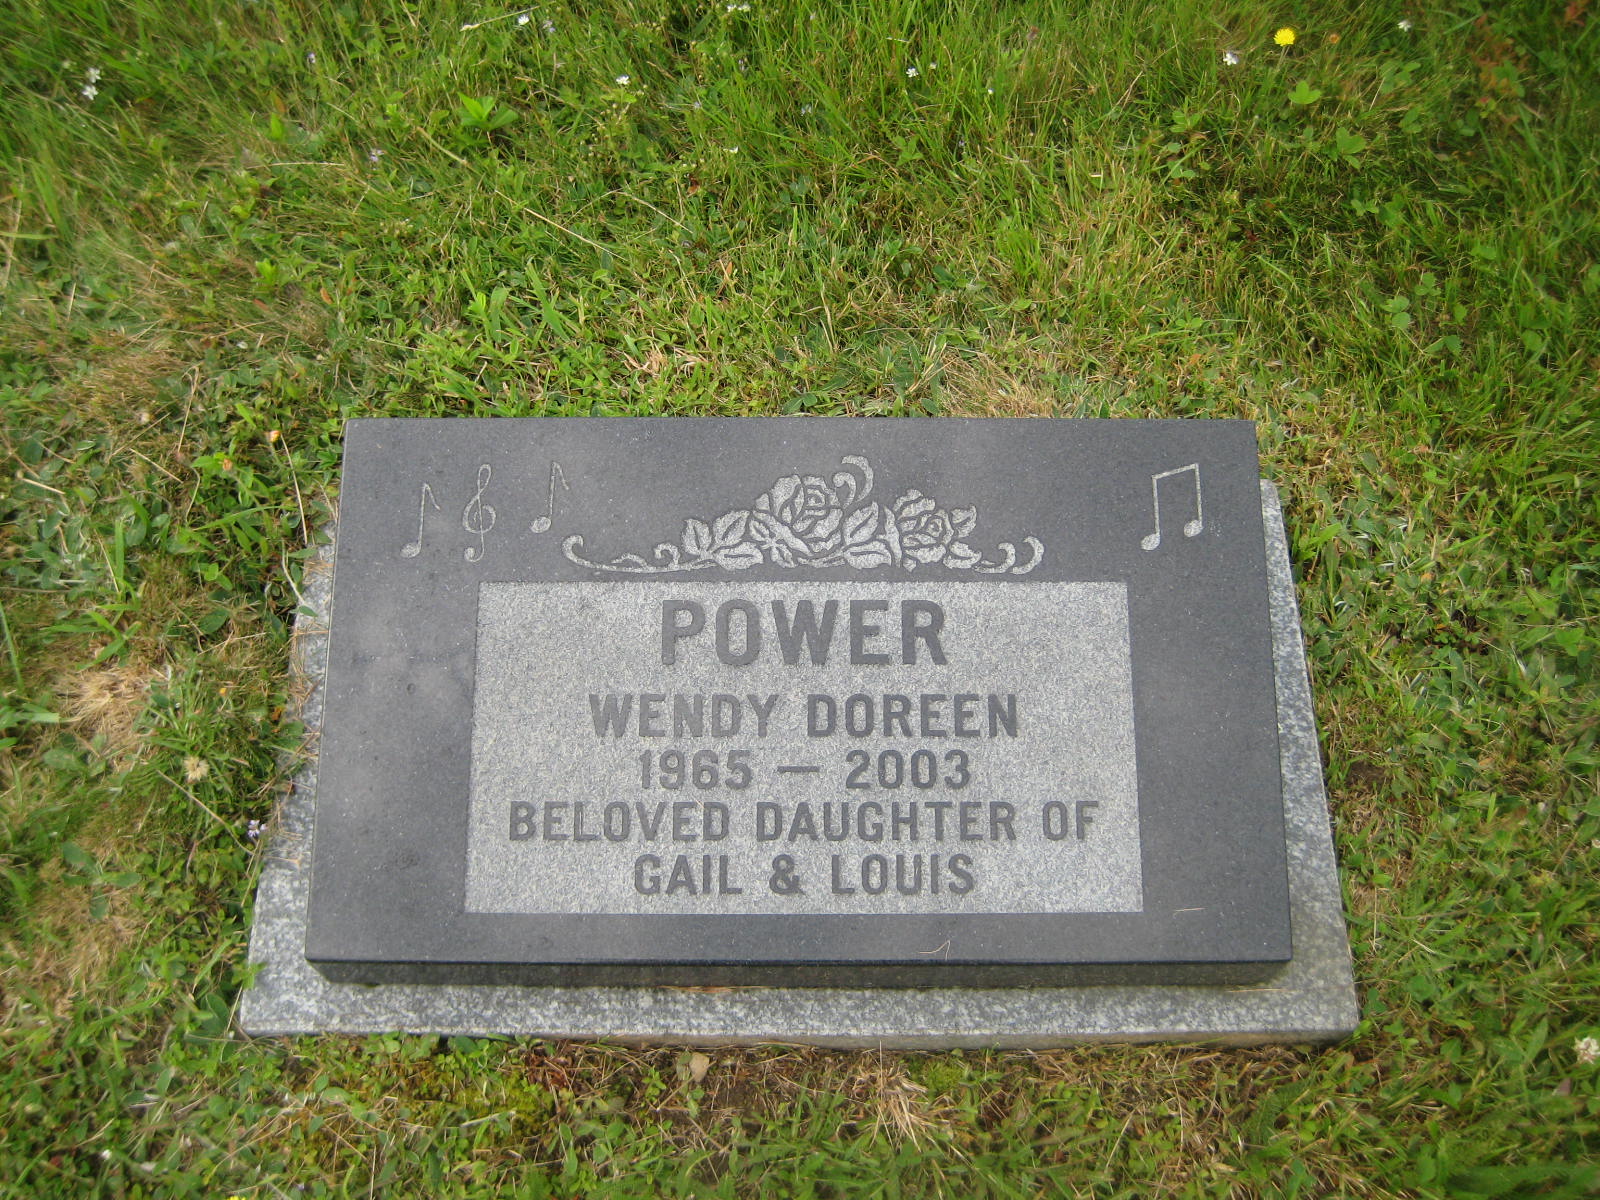 POWER
WENDY DOREEN
1965 — 2003
BELOVED DAUGHTER OF
GAIL & LOUIS